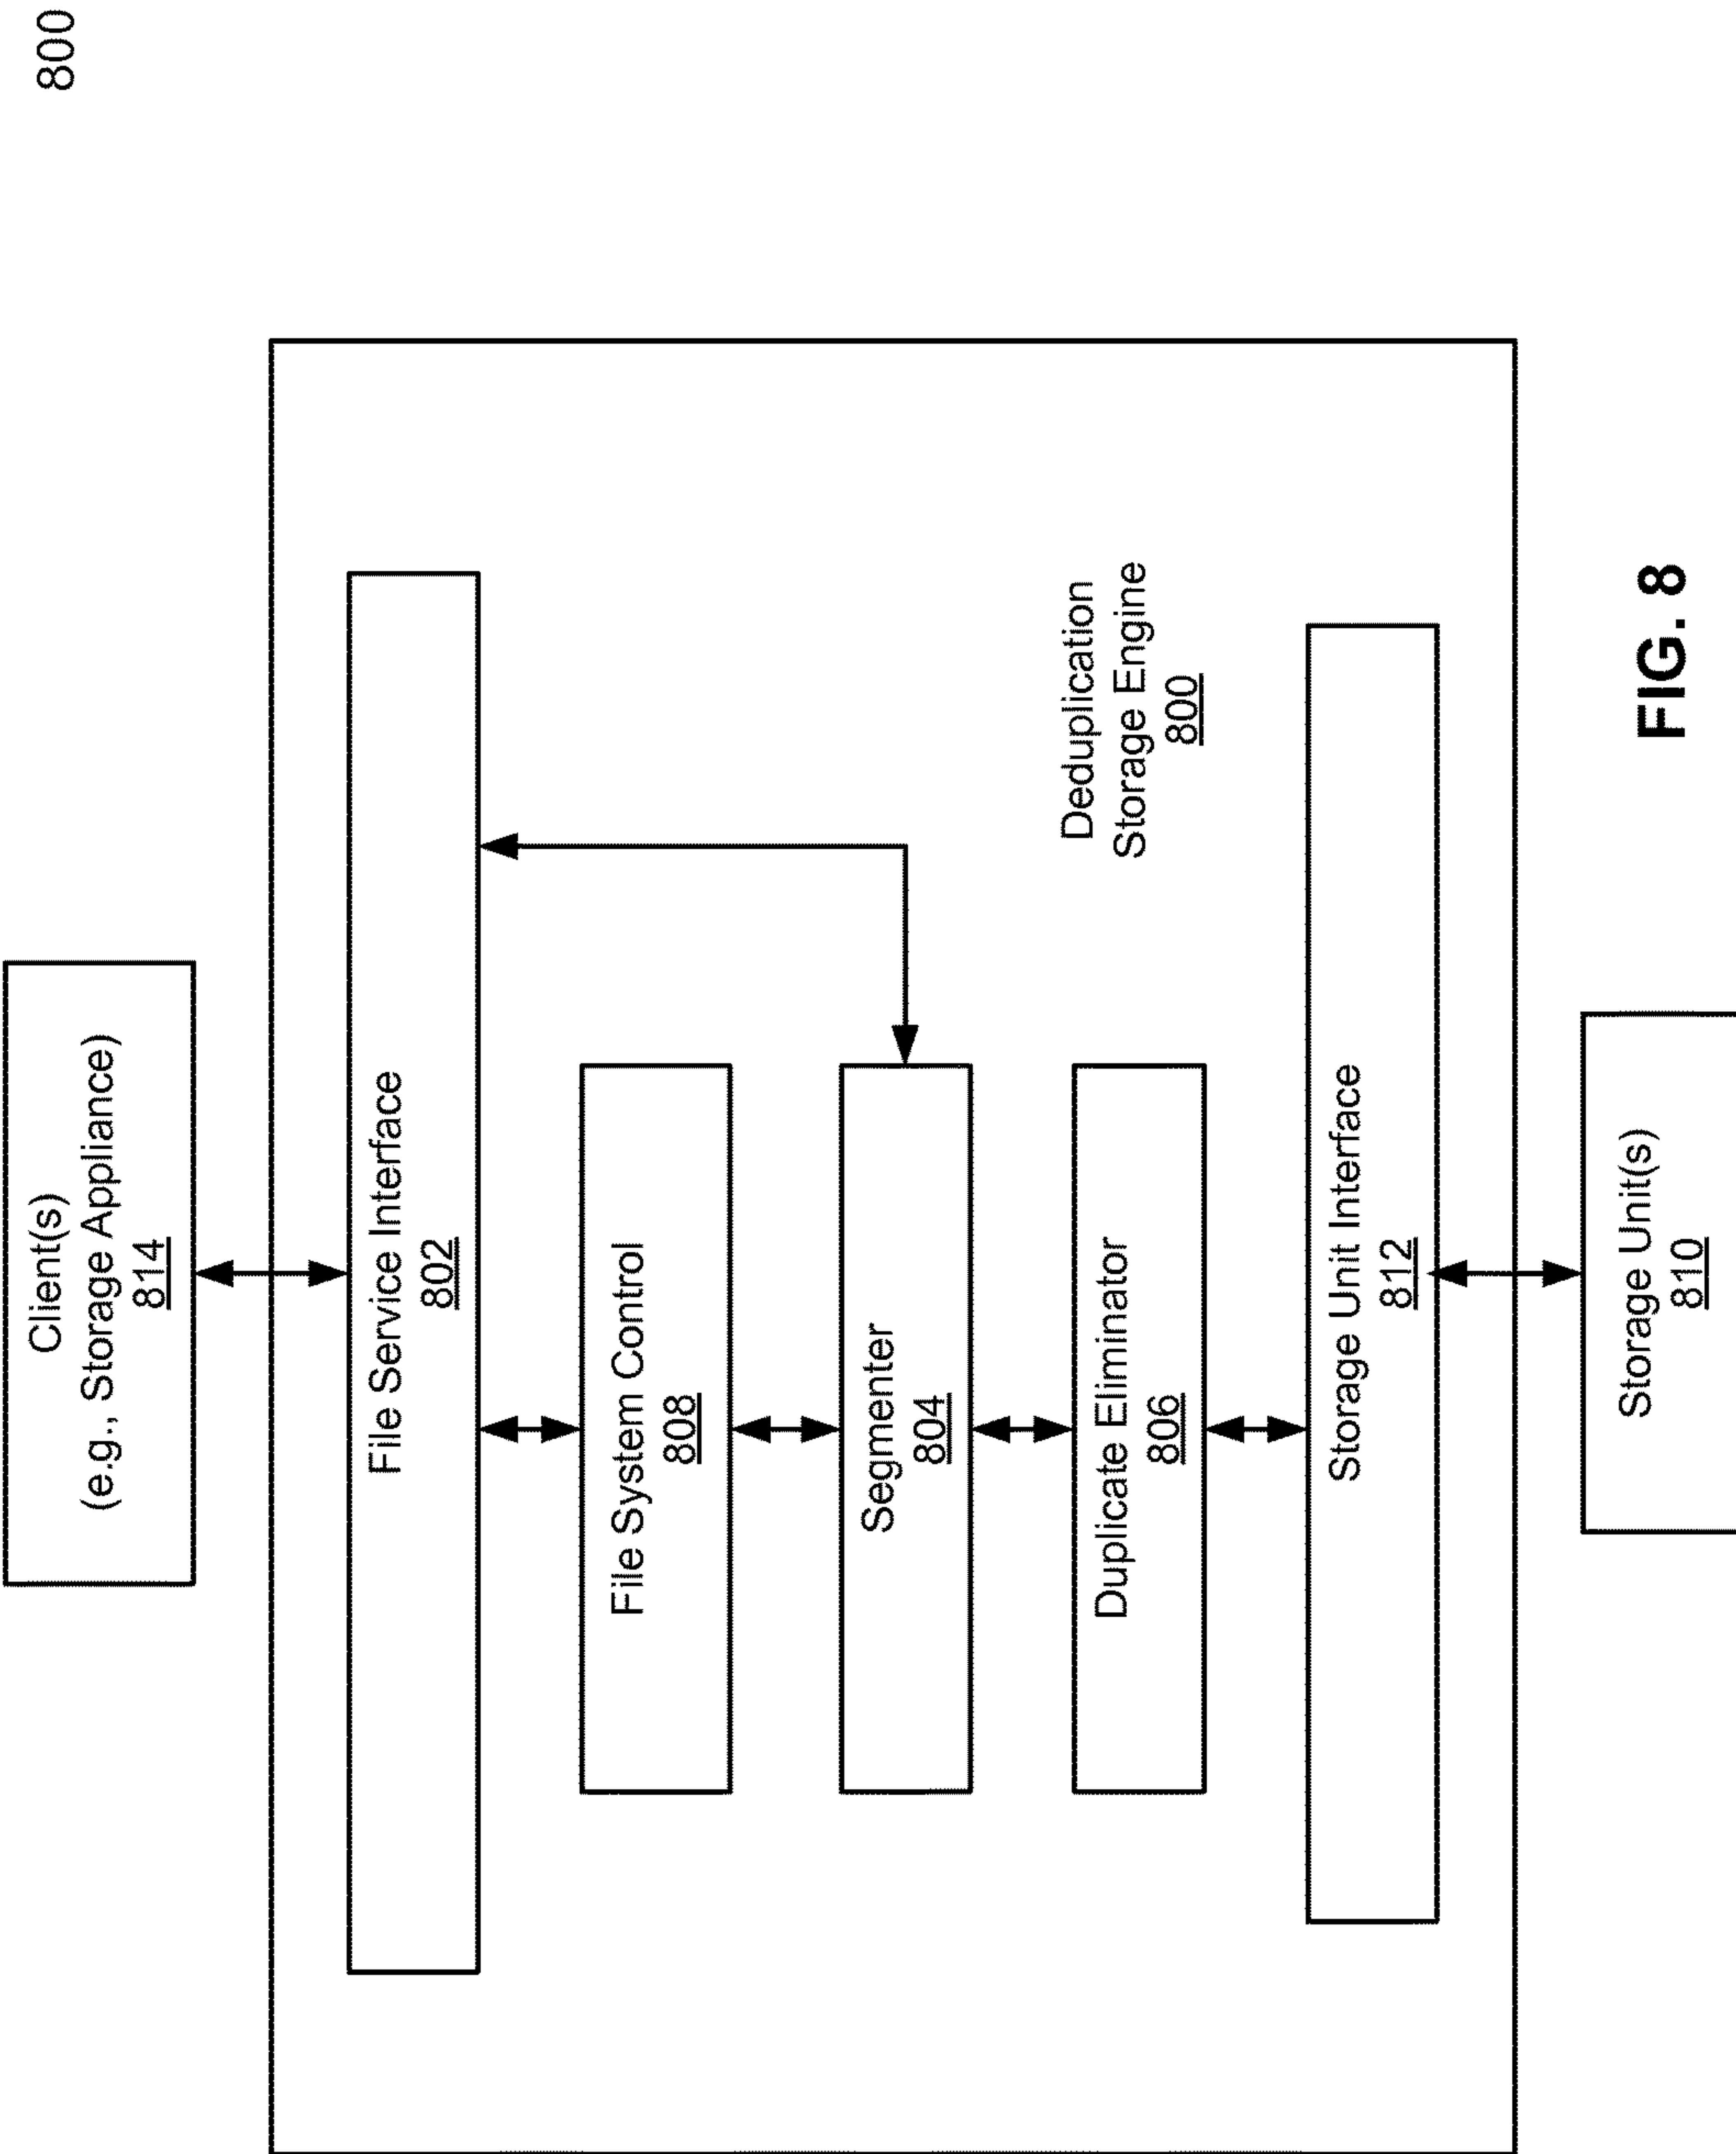 800
Client(s)
(e.g., Storage Appliance)
814
File Service Interface
802
File System Control
808
Segmenter
804
Duplicate Eliminator
806
Deduplication
Storage Engine
800
Storage Unit Interface
812
Storage Unit(s)
810
FIG. 8